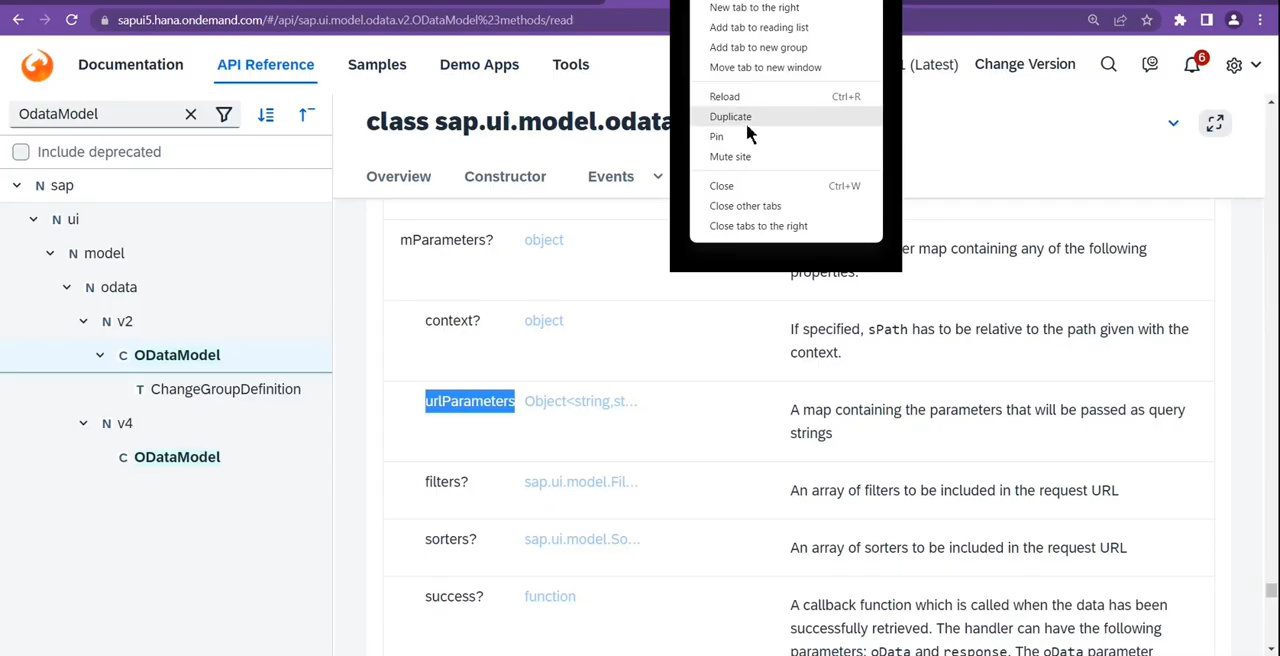 sapui5.hana.ondemand.com/#/api/sap.ui.model.odata.v2.ODataModel%23methods/read
New tab to the right
Add tab to reading list
Add tab to new group
Move tab to new window
Reload Ctrl+R
Duplicate
Pin
Mute site
Close Ctrl+W
Close other tabs
Close tabs to the right
Documentation API Reference Samples Demo Apps Tools (Latest) Change Version 6
OdataModel
Include deprecated
N sap
N ui
N model
N odata
N v2
C ODataModel
T ChangeGroupDefinition
N v4
C ODataModel
class sap.ui.model.odata
Overview Constructor Events
mParameters? object er map containing any of the following
properties:
context? object If specified, sPath has to be relative to the path given with the
context.
urlParameters Object<string,st... A map containing the parameters that will be passed as query
strings
filters? sap.ui.model.Fil... An array of filters to be included in the request URL
sorters? sap.ui.model.So... An array of sorters to be included in the request URL
success? function A callback function which is called when the data has been
successfully retrieved. The handler can have the following
parameters: oData and response. The oData parameter